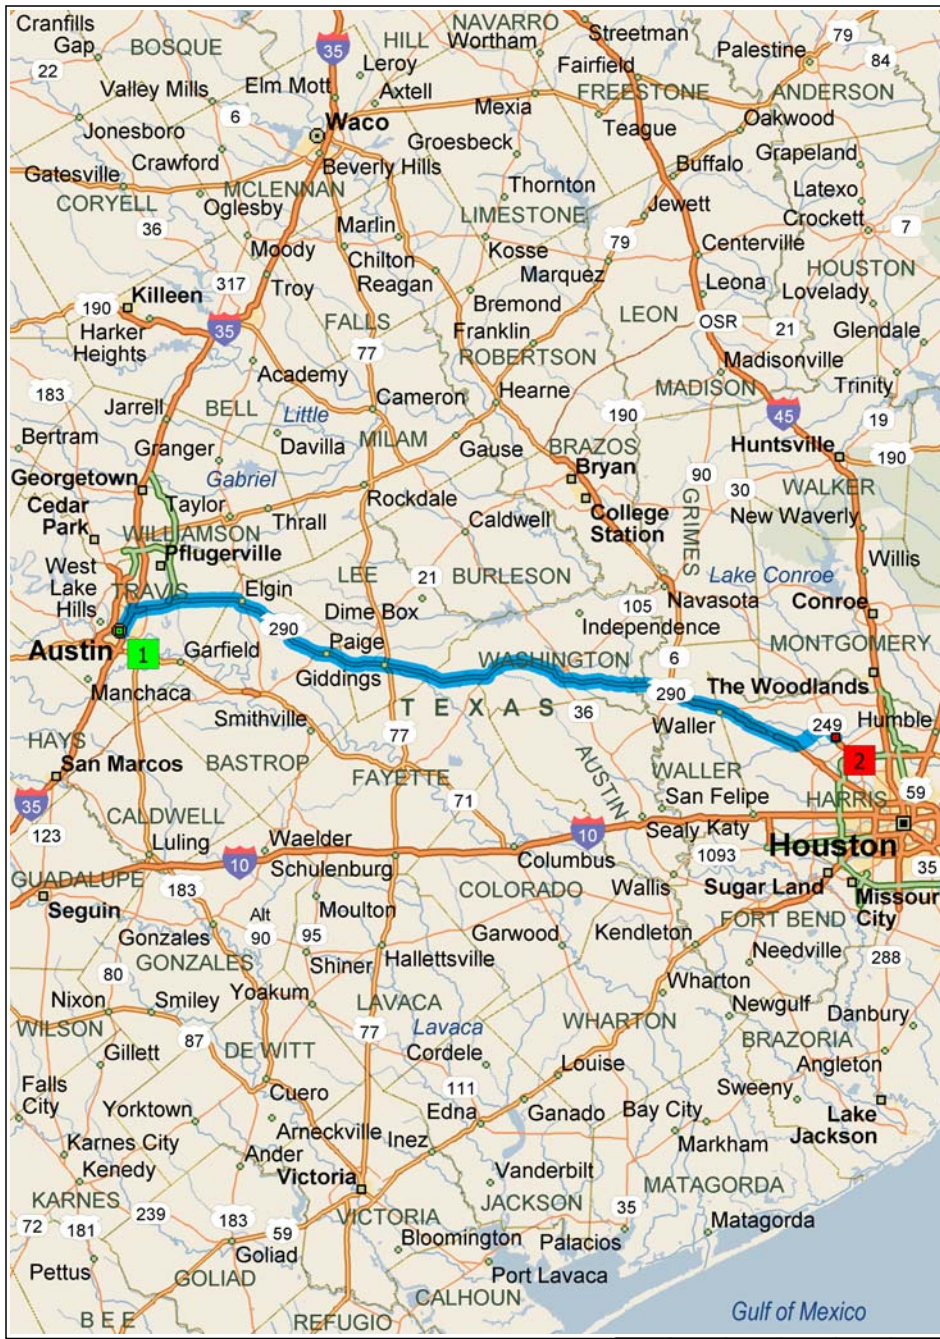 Cranfills
Gap
BOSQUE
HILL
NAVARRO
Wortham
Streetman
Palestine
79
84
35
Leroy
Fairfield
22
Valley Mills
Elm Mott
Axtell
Mexia
FREESTONE
ANDERSON
6
Jonesboro
Waco
Teague
Oakwood
Crawford
Groesbeck
Beverly Hills
Buffalo
Grapeland
Gatesville
MCLENNAN
Thornton
Latexo
CORYELL
Oglesby
LIMESTONE
Jewett
Crockett
36
Marlin
7
Moody
Kosse
79
Centerville
Chilton
Marquez
HOUSTON
317
Troy
Reagan
Leona
Lovelady
190
Killeen
Bremond
LEON
Harker
Heights
35
FALLS
Franklin
OSR
21
Glendale
77
ROBERTSON
Academy
Madisonville
183
Hearne
MADISON
Trinity
Jarrell
BELL
Little
Cameron
190
45
19
Bertram
Granger
Davilla
MILAM
Gause
BRAZOS
Huntsville
190
Georgetown
Gabriel
Bryan
90
30
WALKER
Cedar
Park
Taylor
Rockdale
College
Station
GRIMES
New Waverly
Thrall
Caldwell
WILLIAMSON
West
Lake
Hills
Pflugerville
Willis
LEE
21
BURLESON
Lake Conroe
TRAVIS
Elgin
Navasota
Dime Box
105
Conroe
290
Independence
Austin
1
Paige
MONTGOMERY
Garfield
Giddings
WASHINGTON
6
The Woodlands
Manchaca
290
TEXAS
36
Smithville
Waller
249
Humble
HAYS
77
2
San Marcos
BASTROP
FAYETTE
AUSTIN
WALLER
59
35
71
San Felipe
HARRIS
123
CALDWELL
Luling
Waelder
10
Sealy
Katy
Houston
10
Schulenburg
Columbus
1093
35
GUADALUPE
183
COLORADO
Wallis
Sugar Land
Missour
City
Seguin
Alt
90
Moulton
FORT BEND
Gonzales
95
Garwood
Kendleton
Needville
GONZALES
Shiner
Hallettsville
288
80
Wharton
Nixon
Smiley
Yoakum
LAVACA
Newgulf
Danbury
WILSON
87
77
Lavaca
WHARTON
BRAZORIA
Gillett
DE WITT
Cordele
Louise
Angleton
Falls
City
Cuero
111
Sweeny
Yorktown
Edna
Ganado
Bay City
Lake
Jackson
Arneckville
Karnes City
Ander
Inez
Markham
Kenedy
Victoria
Vanderbilt
KARNES
JACKSON
MATAGORDA
72
181
239
183
59
VICTORIA
35
Matagorda
Goliad
Bloomington
Palacios
Pettus
GOLIAD
Port Lavaca
CALHOUN
BEE
REFUGIO
Gulf of Mexico